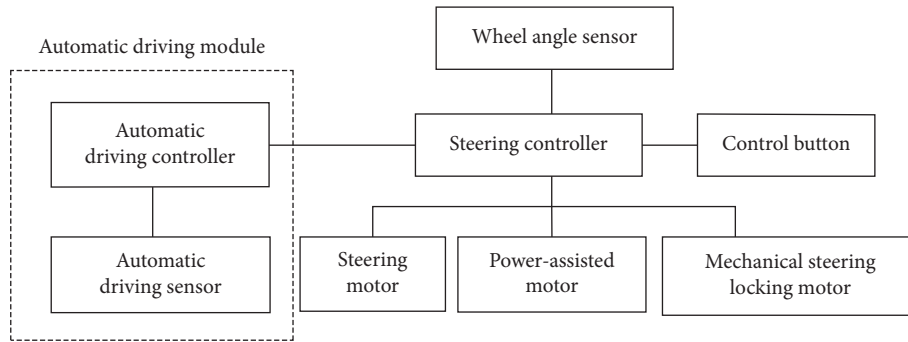 Automatic driving module
Wheel angle sensor
Automatic
driving controller
Steering controller
Control button
Automatic
driving sensor
Steering
motor
Power-assisted
motor
Mechanical steering
locking motor